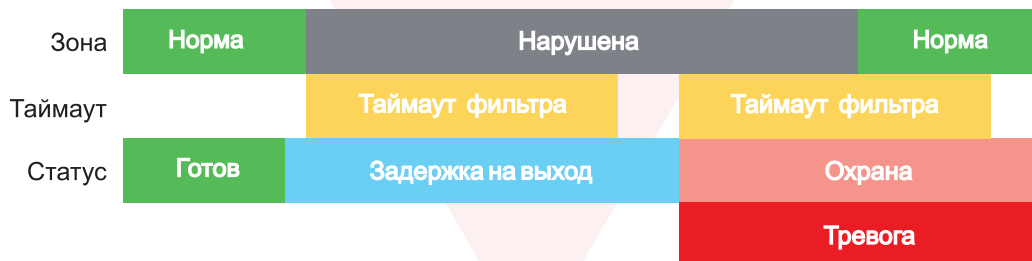 Зона Норма Нарушена Норма
Таймаут Таймаут фильтра Таймаут фильтра
Статус Готов Задержка на выход Охрана
Тревога